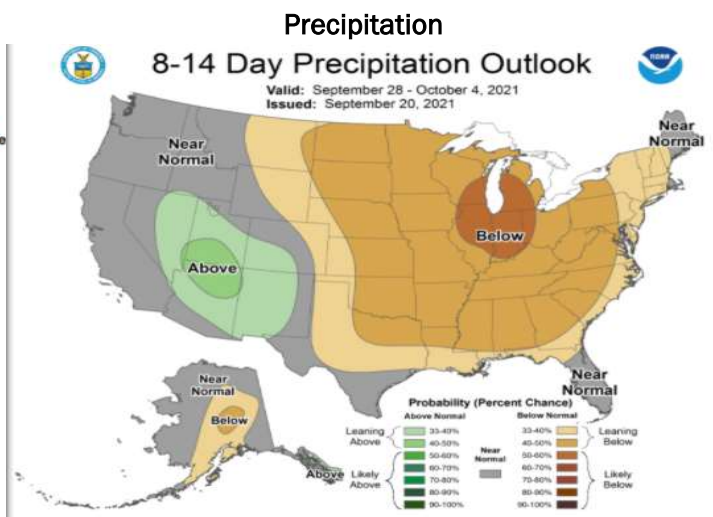 Precipitation
8-14 Day Precipitation Outlook
noaa
Valid: September 28 - October 4, 2021
Issued: September 20, 2021
e
Near
Normal
Near
Normal
Below
Above
Near
Normal
Near
Normal
Below
Above
Probability (Percent Chance)
Above Normal
Below Normal
Leaning
Above
33-40%
40-50%
Likely
Above
50-60%
60-70%
70-80%
80-90%
90-100%
Near
Normal
33-40%
40-50%
Leaning
Below
50-60%
60-70%
70-80%
80-90%
90-100%
Likely
Below